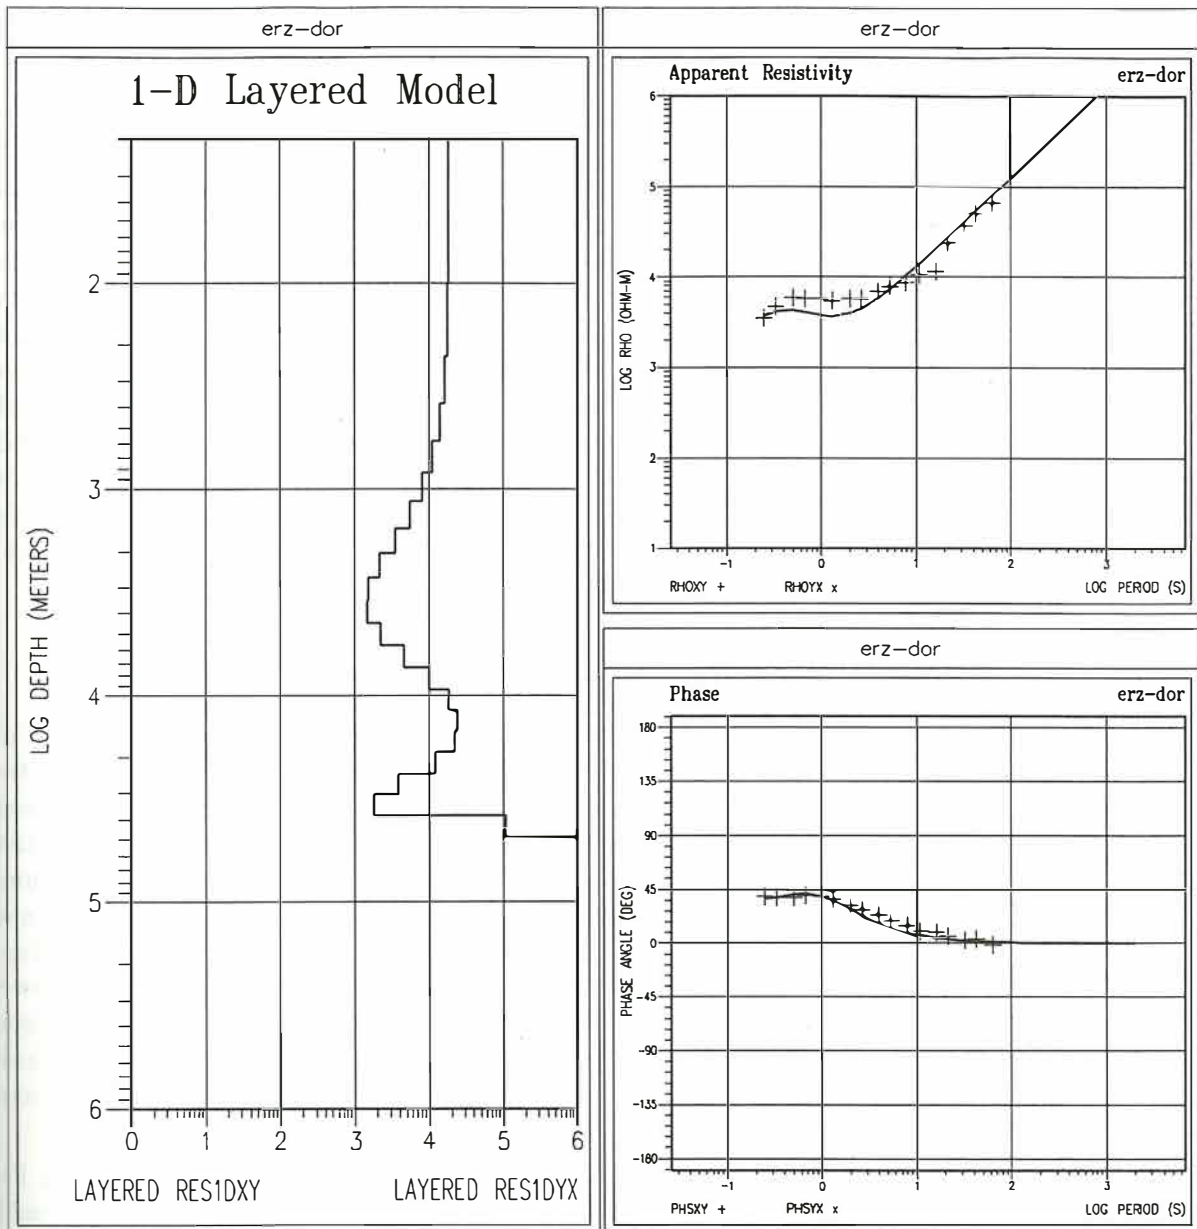 erz-dor
1-D Layered Model
LOG DEPTH (METERS)
2
3
4
5
6
0 1 2 3 4 5 6
LAYERED RES1DXY LAYERED RES1DYX
erz-dor
Apparent Resistivity erz-dor
LOG RHO (OHM-M)
6
5
4
3
2
1
-1 0 1 2 3
RHOXY + RHOYX x LOG PERIOD (S)
erz-dor
Phase erz-dor
PHASE ANGLE (DEG)
180
135
90
45
0
-45
-90
-135
-180
-1 0 1 2 3
PHSXY + PHSYX x LOG PERIOD (S)